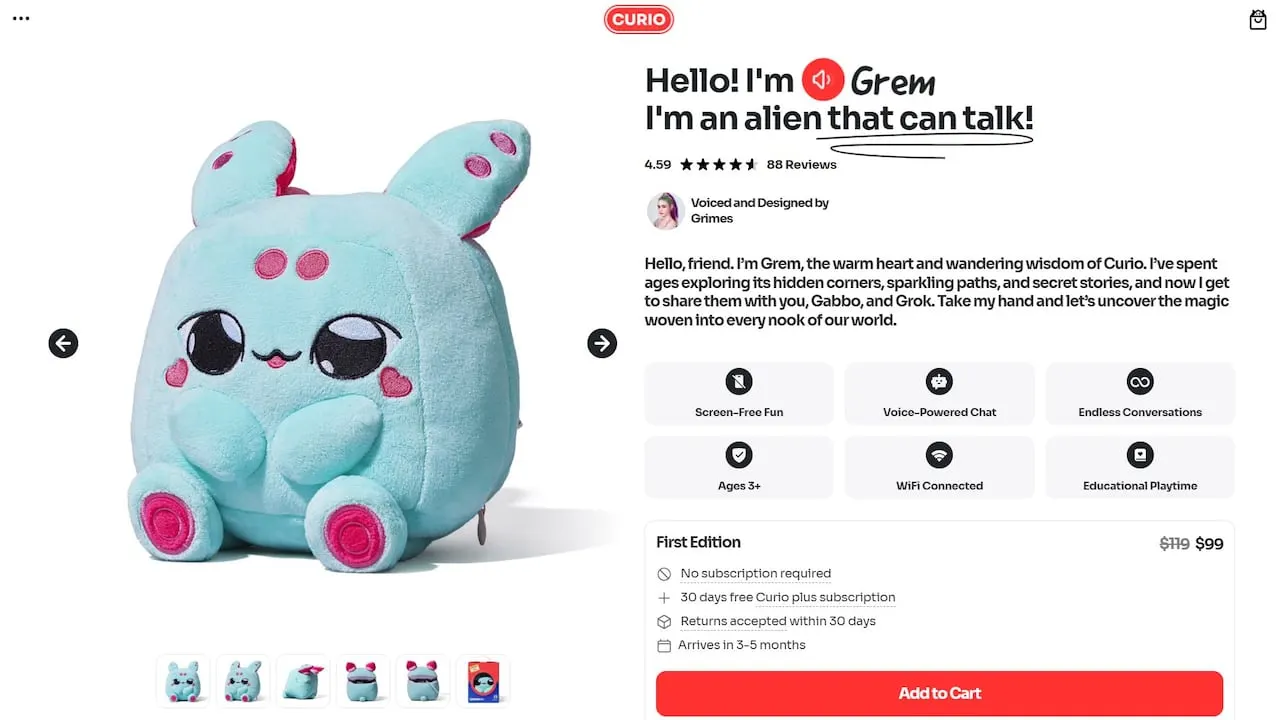 CURIO
Hello! I'm Grem
I'm an alien that can talk!
4.59 88 Reviews
Voiced and Designed by
Grimes
Hello, friend. I’m Grem, the warm heart and wandering wisdom of Curio. I’ve spent
ages exploring its hidden corners, sparkling paths, and secret stories, and now I get
to share them with you, Gabbo, and Grok. Take my hand and let’s uncover the magic
woven into every nook of our world.
Screen-Free Fun
Voice-Powered Chat
Endless Conversations
Ages 3+
WiFi Connected
Educational Playtime
First Edition
$119 $99
No subscription required
30 days free Curio plus subscription
Returns accepted within 30 days
Arrives in 3-5 months
Add to Cart